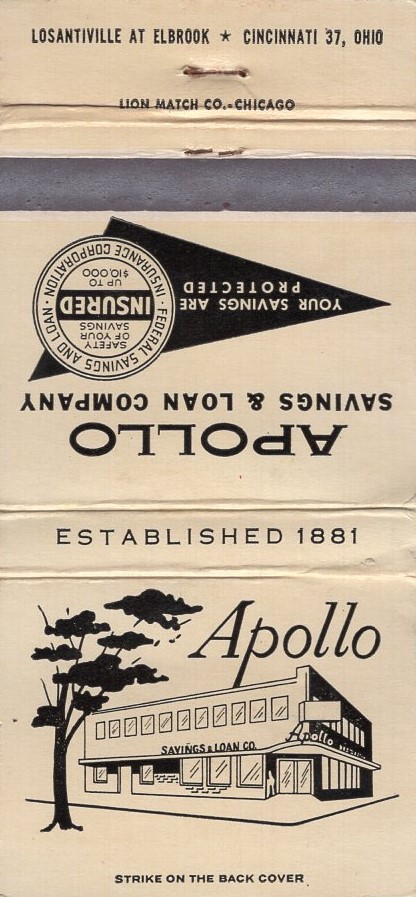 LOSANTIVILLE AT ELBROOK ★ CINCINNATI 37, OHIO
LION MATCH CO.-CHICAGO
APOLLO
SAVINGS & LOAN COMPANY
YOUR SAVINGS ARE
PROTECTED
FEDERAL SAVINGS AND LOAN · INSURANCE CORPORATION ·
SAFETY
OF YOUR
SAVINGS
INSURED
UP TO
$10,000
ESTABLISHED 1881
Apollo
SAVINGS & LOAN CO.
Apollo
STRIKE ON THE BACK COVER